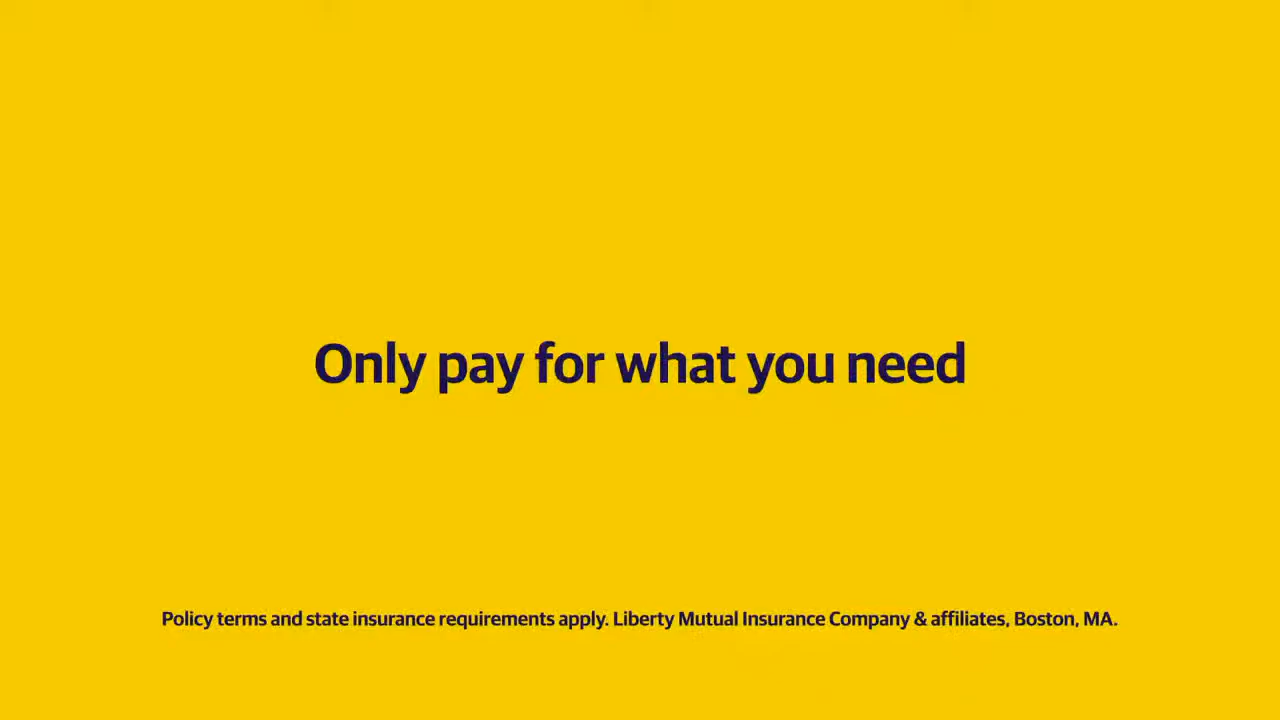 Only pay for what you need
Policy terms and state insurance requirements apply. Liberty Mutual Insurance Company & affiliates, Boston, MA.